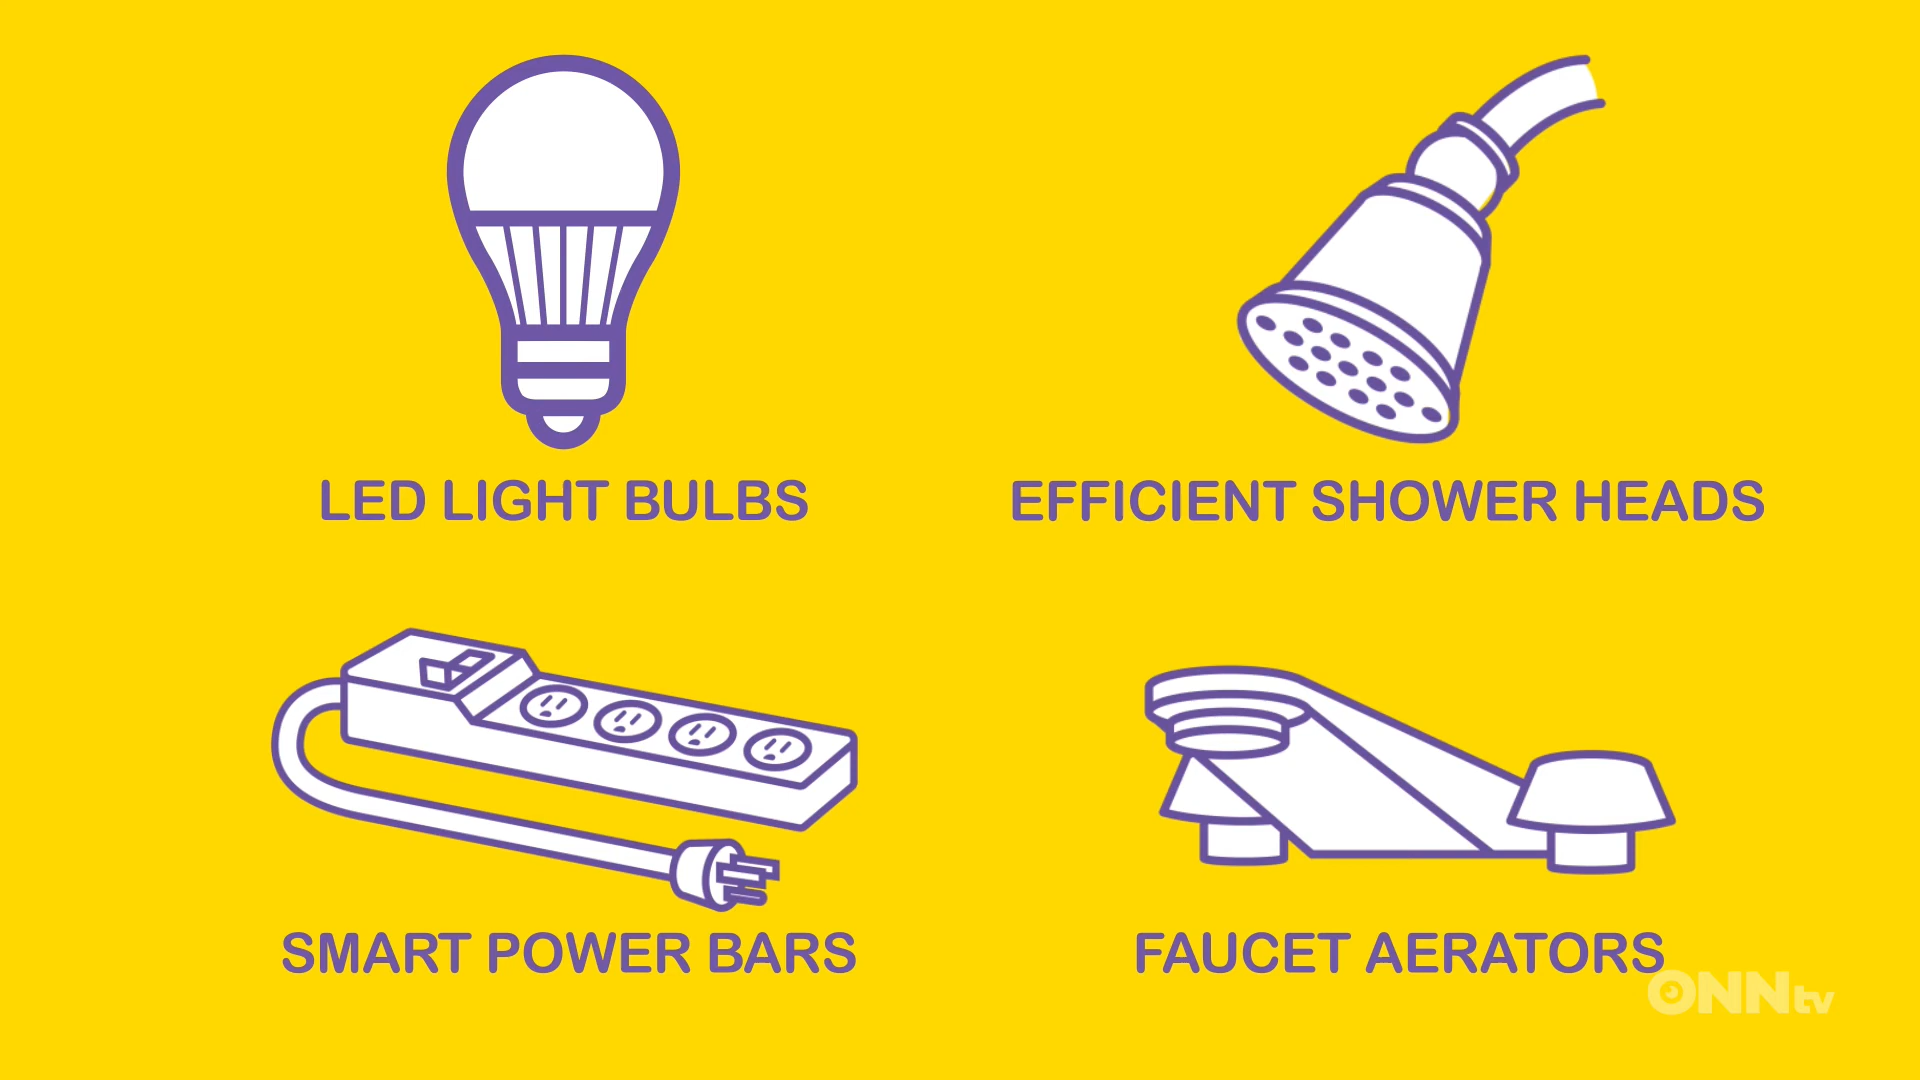 LED LIGHT BULBS
EFFICIENT SHOWER HEADS
SMART POWER BARS
FAUCET AERATORS
ONNtv